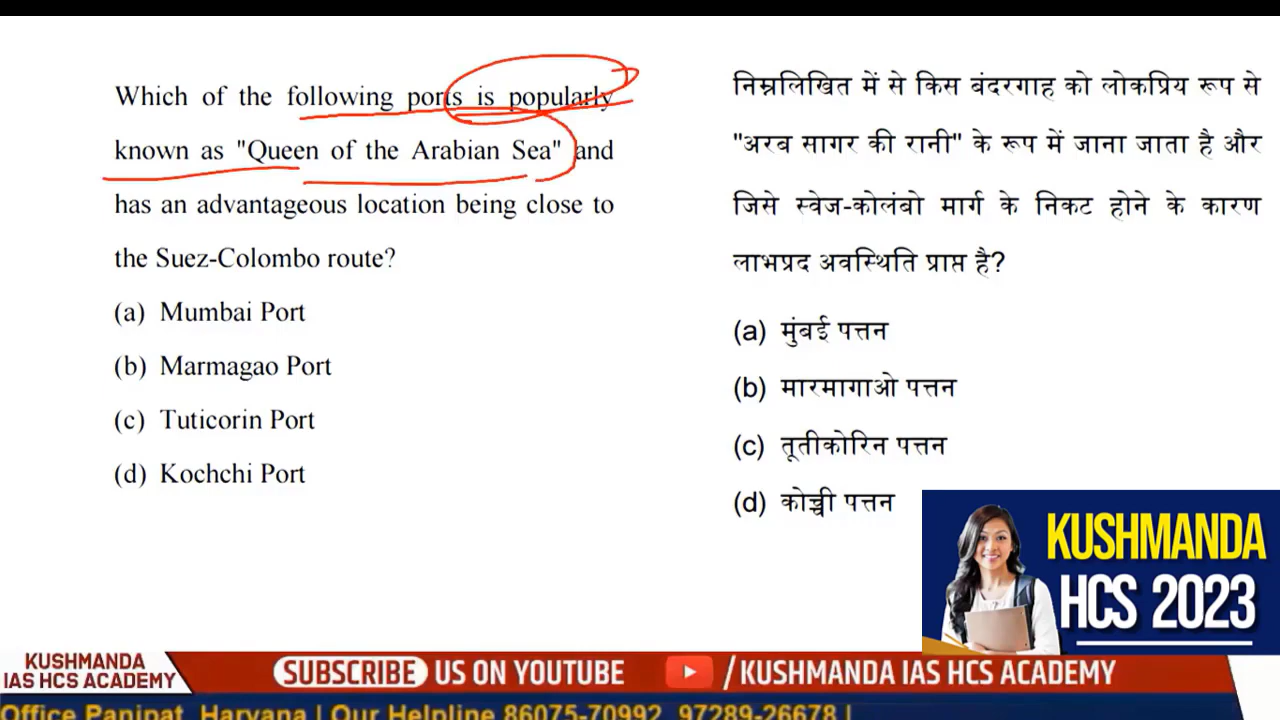 Which of the following ports is popularly
known as "Queen of the Arabian Sea" and
has an advantageous location being close to
the Suez-Colombo route?
(a) Mumbai Port
(b) Marmagao Port
(c) Tuticorin Port
(d) Kochchi Port
निम्नलिखित में से किस बंदरगाह को लोकप्रिय रूप से
"अरब सागर की रानी" के रूप में जाना जाता है और
जिसे स्वेज-कोलंबो मार्ग के निकट होने के कारण
लाभप्रद अवस्थिति प्राप्त है?
(a) मुंबई पत्तन
(b) मारमागाओ पत्तन
(c) तूतीकोरिन पत्तन
(d) कोच्ची पत्तन
KUSHMANDA
HCS 2023
KUSHMANDA
IAS HCS ACADEMY
SUBSCRIBE US ON YOUTUBE /KUSHMANDA IAS HCS ACADEMY
Office Panipat, Haryana | Our Helpline 86075-70992, 97289-26678 |